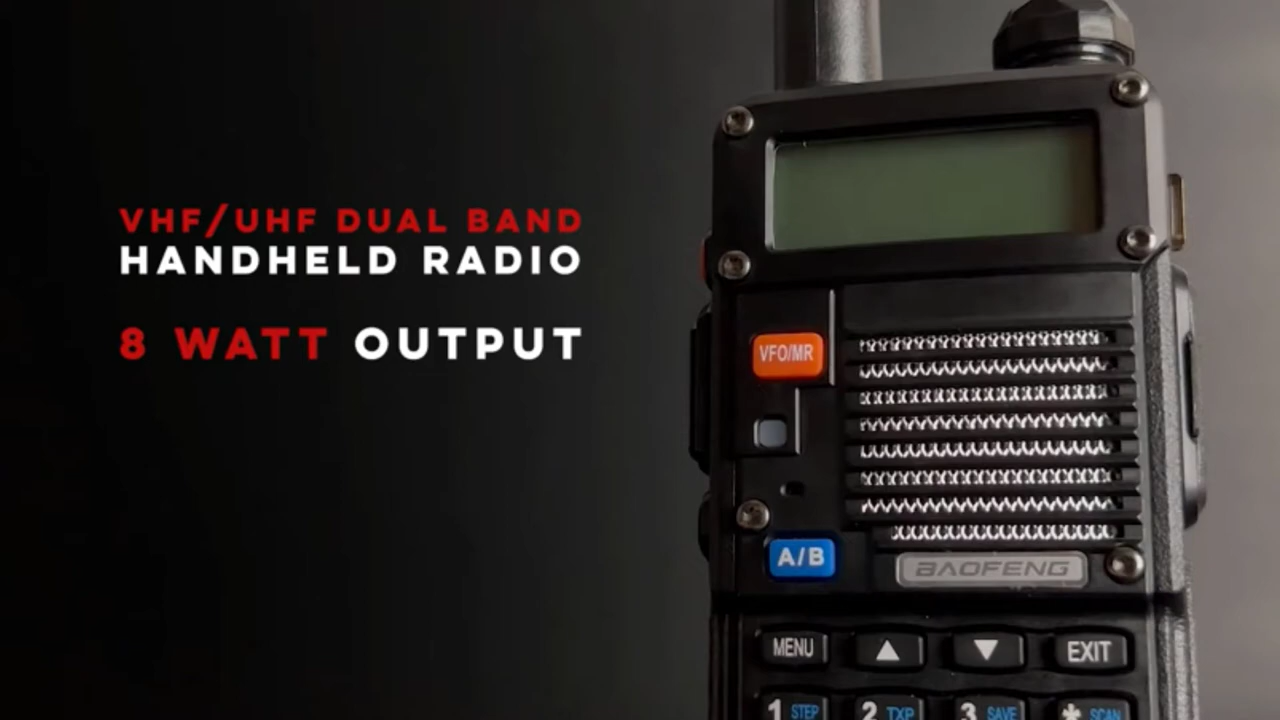 VHF/UHF DUAL BAND
HANDHELD RADIO
8 WATT OUTPUT
VFO/MR
A/B
BAOFENG
MENU ▲ ▼ EXIT
1 STEP 2 TXP 3 SAVE * SCAN